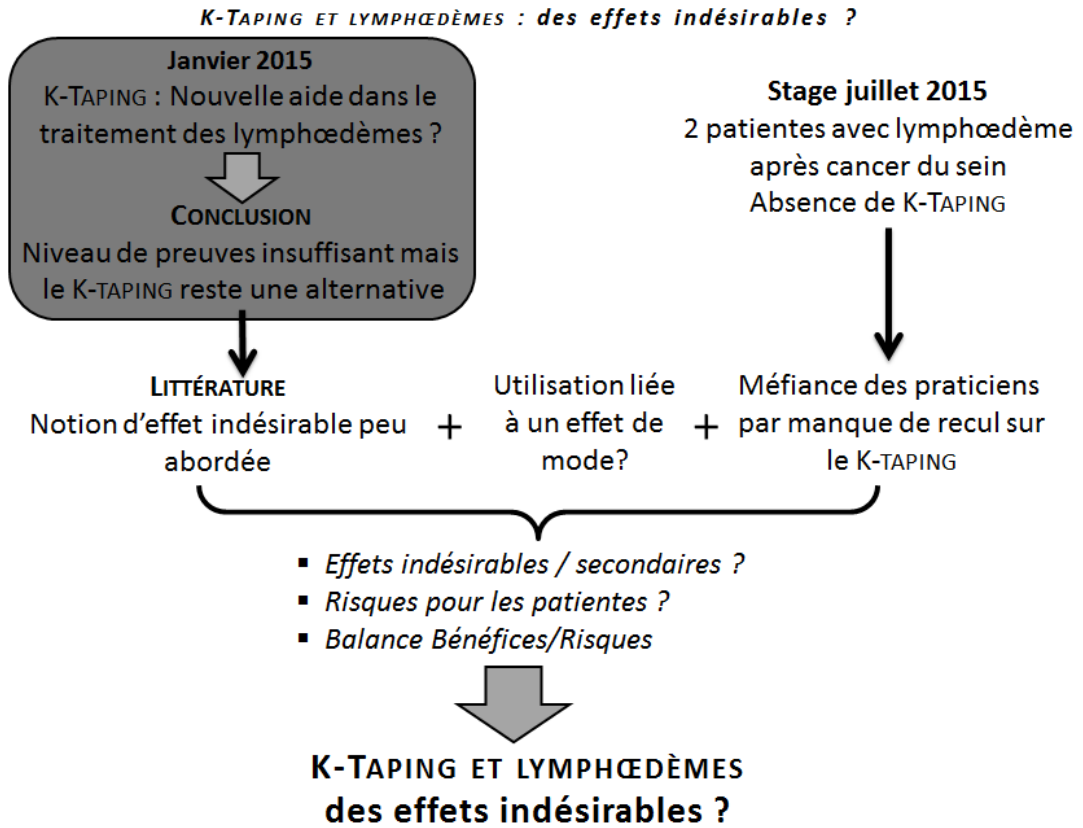 K-TAPING ET LYMPHŒDÈMES : des effets indésirables ?
Janvier 2015
K-TAPING : Nouvelle aide dans le
traitement des lymphœdèmes ?
CONCLUSION
Niveau de preuves insuffisant mais
le K-TAPING reste une alternative
Stage juillet 2015
2 patientes avec lymphœdème
après cancer du sein
Absence de K-TAPING
LITTÉRATURE
Notion d'effet indésirable peu
abordée
+
Utilisation liée
à un effet de
mode?
+
Méfiance des praticiens
par manque de recul sur
le K-TAPING
▪ Effets indésirables / secondaires ?
▪ Risques pour les patientes ?
▪ Balance Bénéfices/Risques
K-TAPING ET LYMPHŒDÈMES
des effets indésirables ?